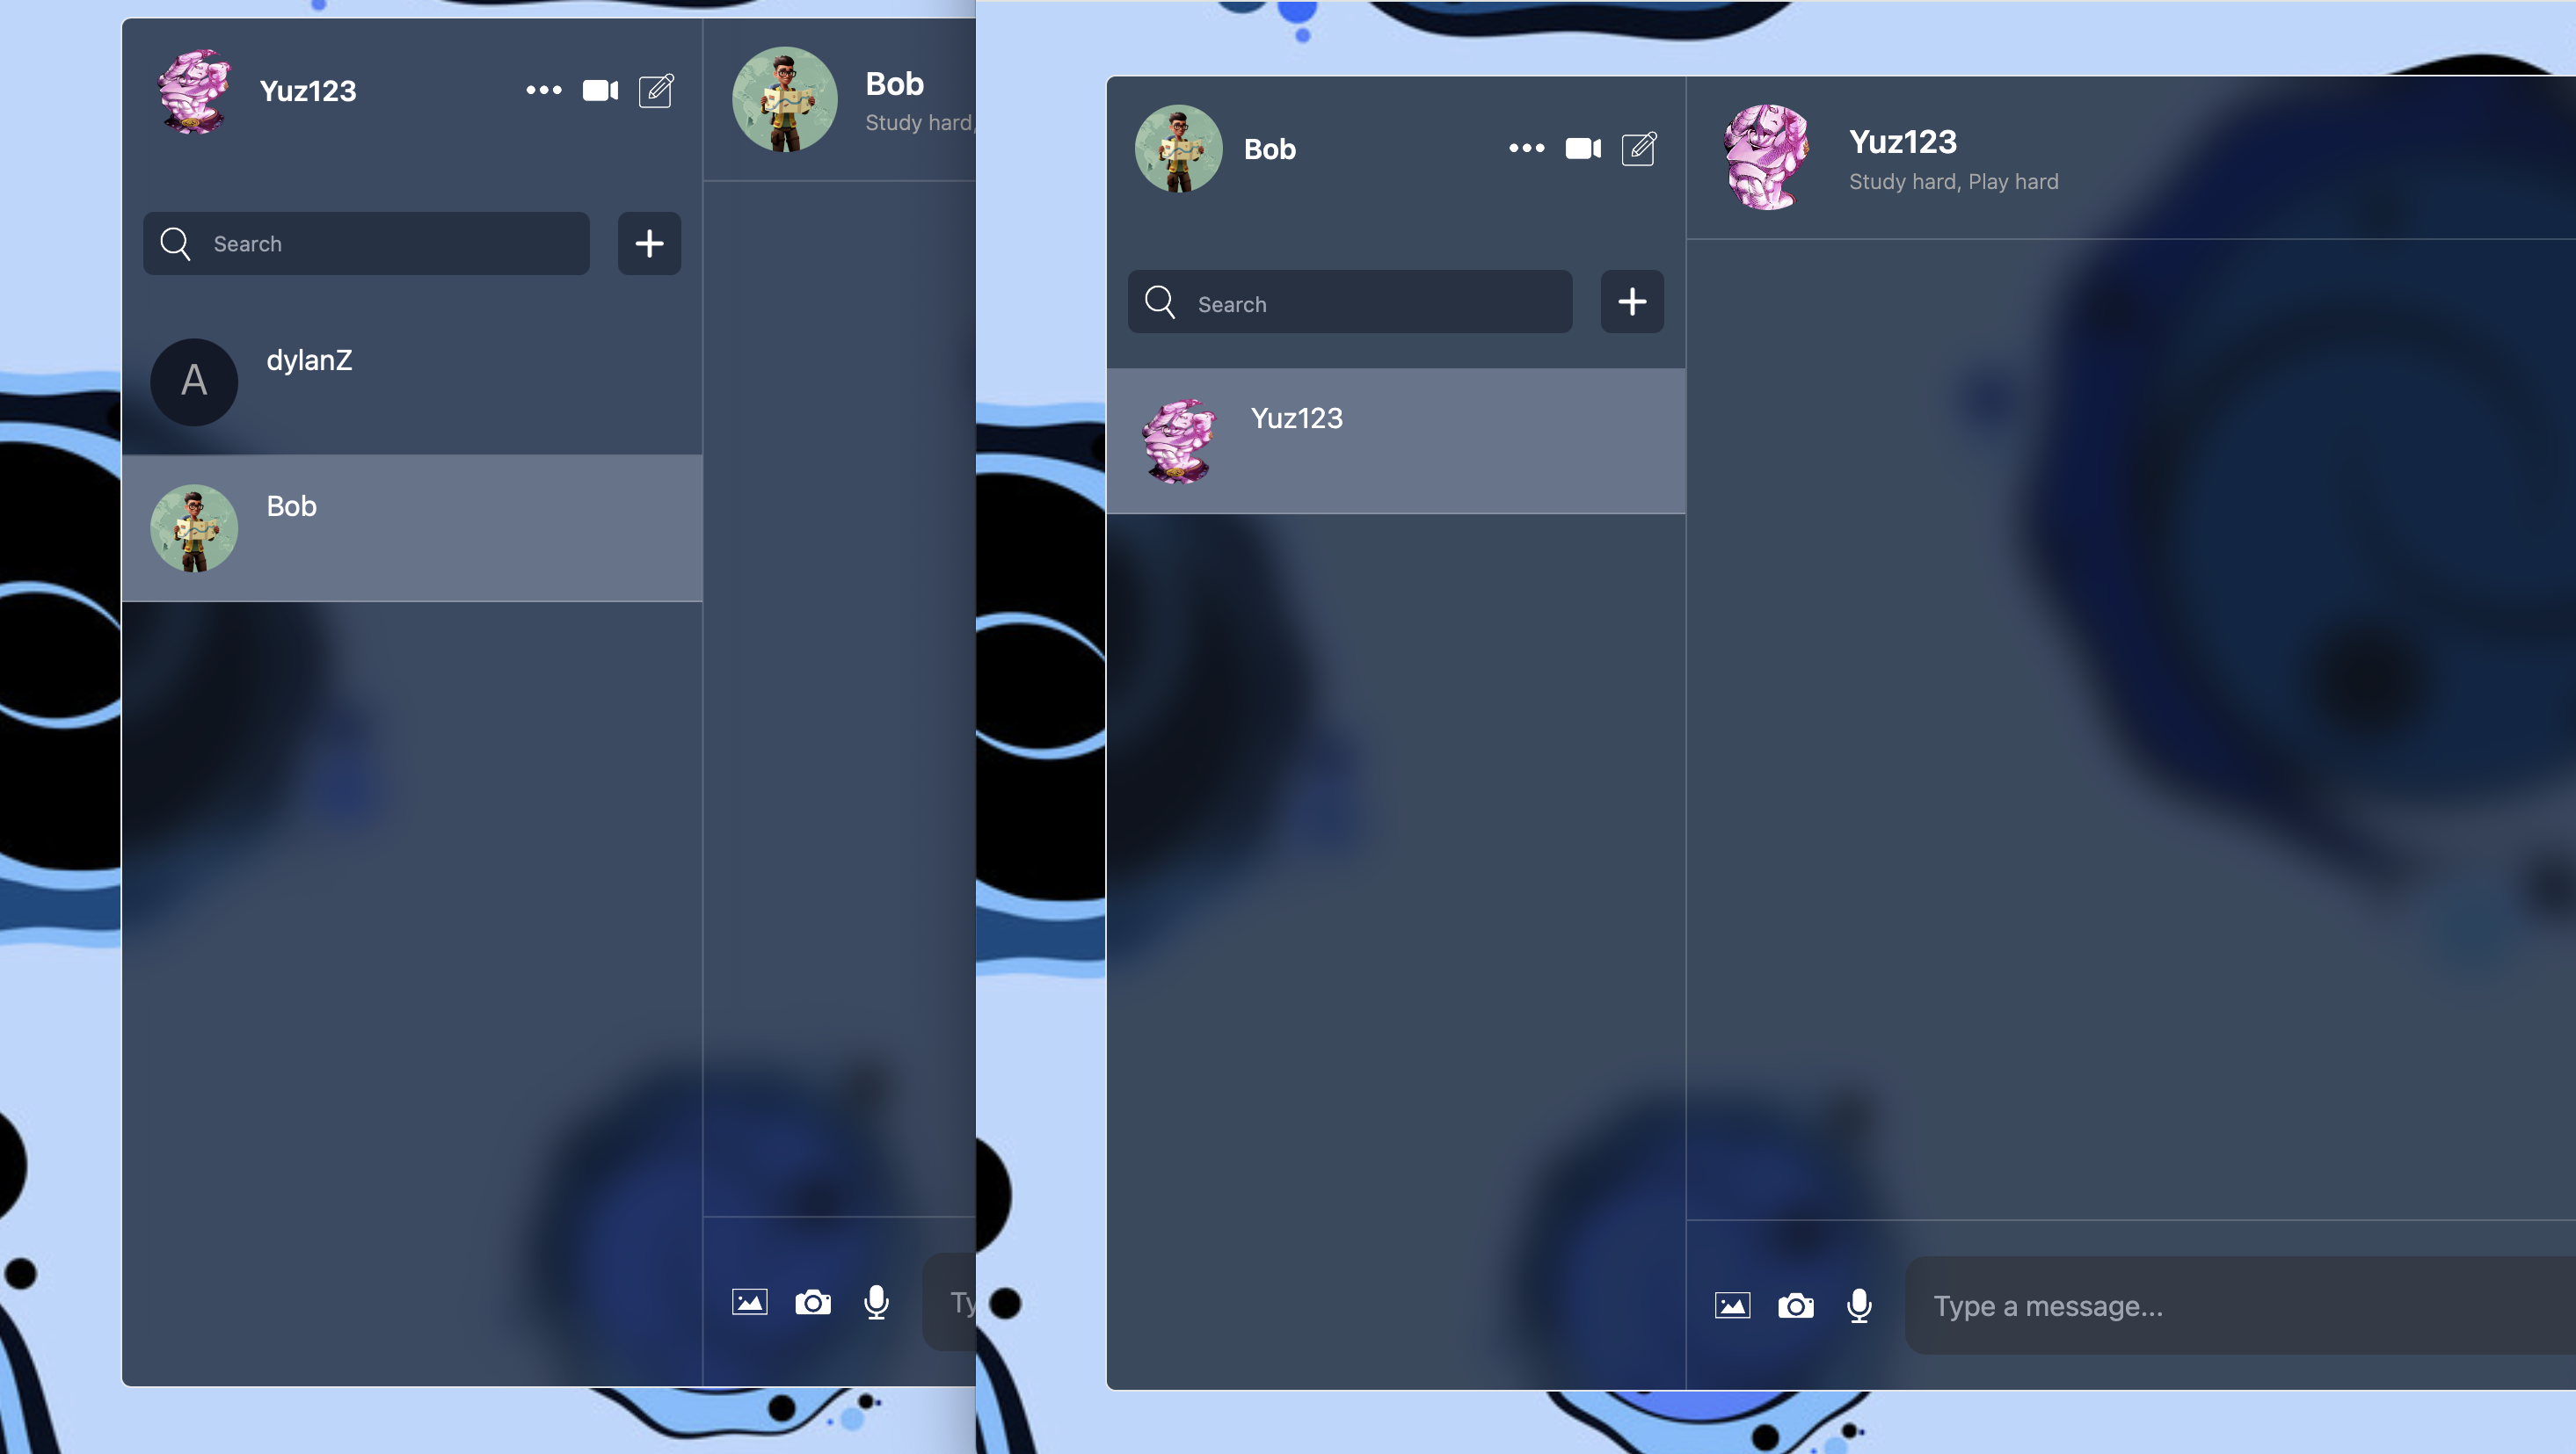 Yuz123
Bob
Study hard,
Search
A
dylanZ
Bob
Ty
Bob
Yuz123
Study hard, Play hard
Search
Yuz123
Type a message...